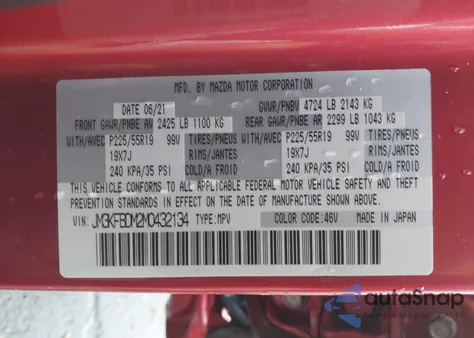 MFD. BY MAZDA MOTOR CORPORATION
DATE 06/21 GVWR/PNBV 4724 LB 2143 KG
FRONT GAWR/PNBE AV 2425 LB 1100 KG REAR GAWR/PNBE AR 2299 LB 1043 KG
WITH/AVEC P225/55R19 99V TIRES/PNEUS WITH/AVEC P225/55R19 99V TIRES/PNEUS
19X7J RIMS/JANTES 19X7J RIMS/JANTES
240 KPA/35 PSI COLD/A FROID 240 KPA/35 PSI COLD/A FROID
THIS VEHICLE CONFORMS TO ALL APPLICABLE FEDERAL MOTOR VEHICLE SAFETY AND THEFT
PREVENTION STANDARDS IN EFFECT ON THE DATE OF MANUFACTURE SHOWN ABOVE.
VIN: JM3KFBDM2M0432134 TYPE:MPV COLOR CODE:46V MADE IN JAPAN
autoSnap